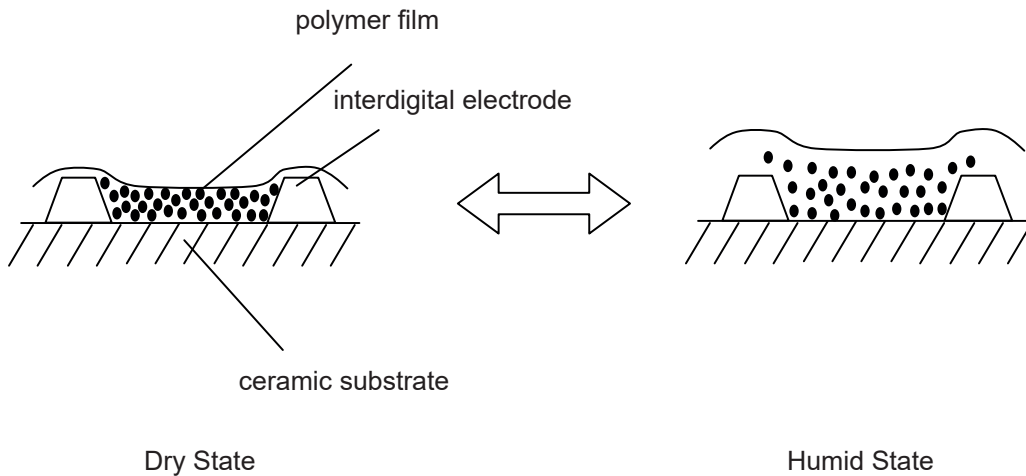 polymer film
interdigital electrode
ceramic substrate
Dry State
Humid State